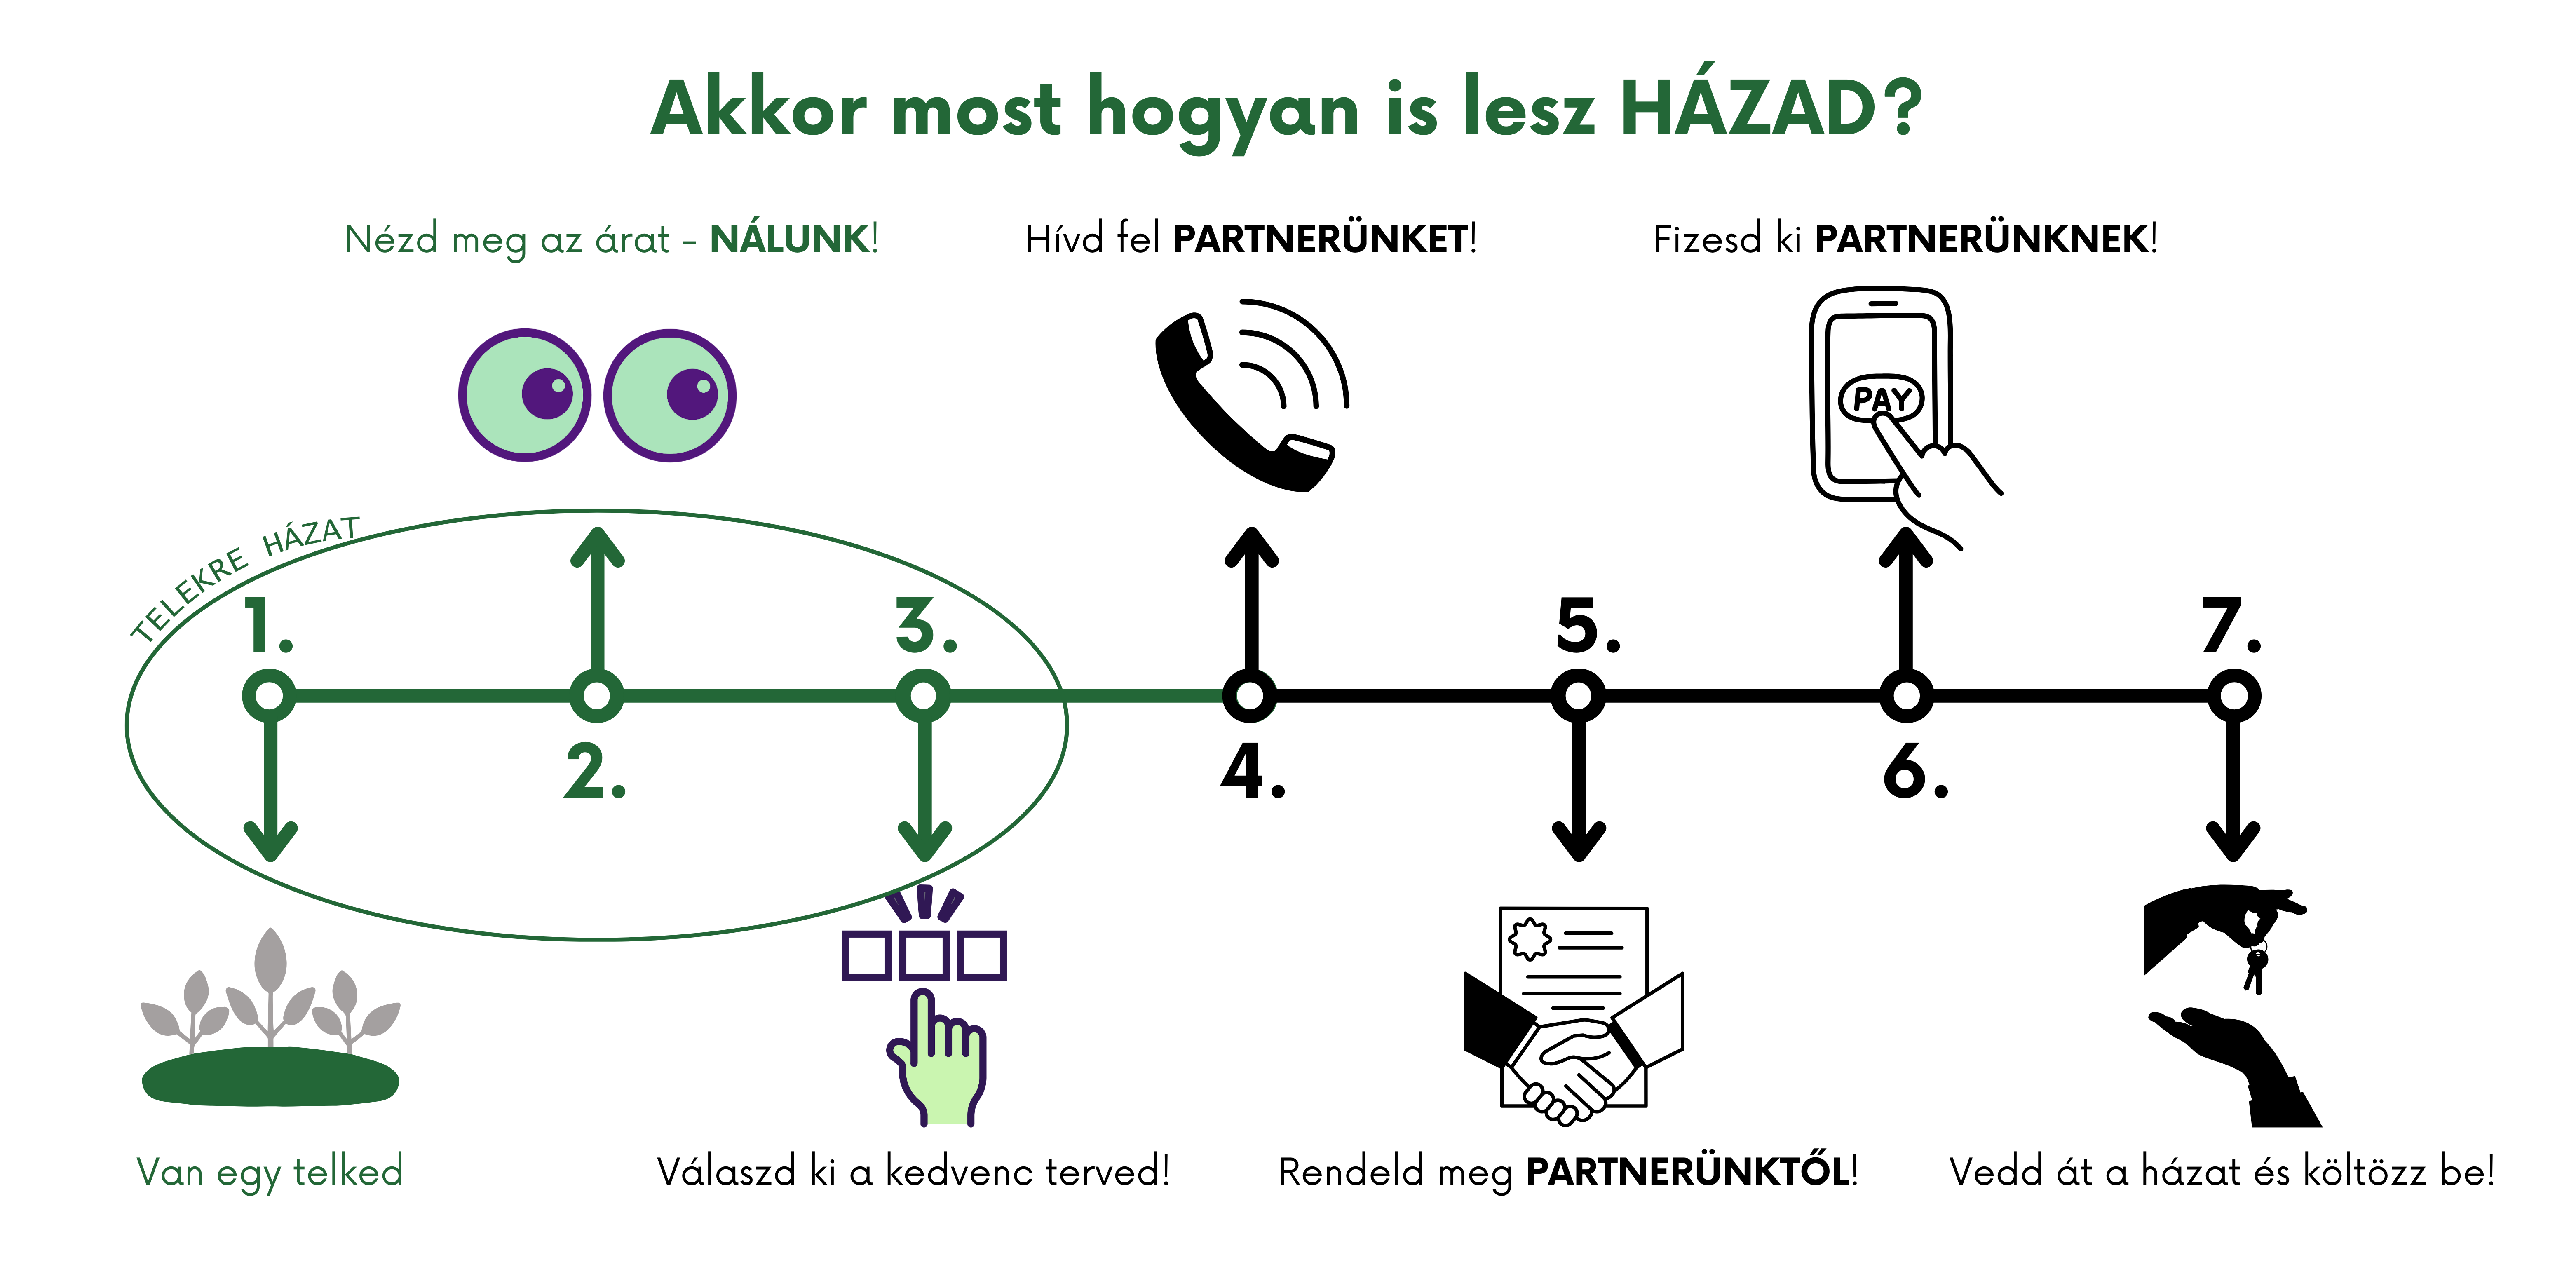 Akkor most hogyan is lesz HÁZAD?
Nézd meg az árat - NÁLUNK!
Hívd fel PARTNERÜNKET!
Fizesd ki PARTNERÜNKNEK!
PAY
TELEKRE HÁZAT
1.
3.
5.
7.
2.
4.
6.
Van egy telked
Válaszd ki a kedvenc terved!
Rendeld meg PARTNERÜNKTŐL!
Vedd át a házat és költözz be!